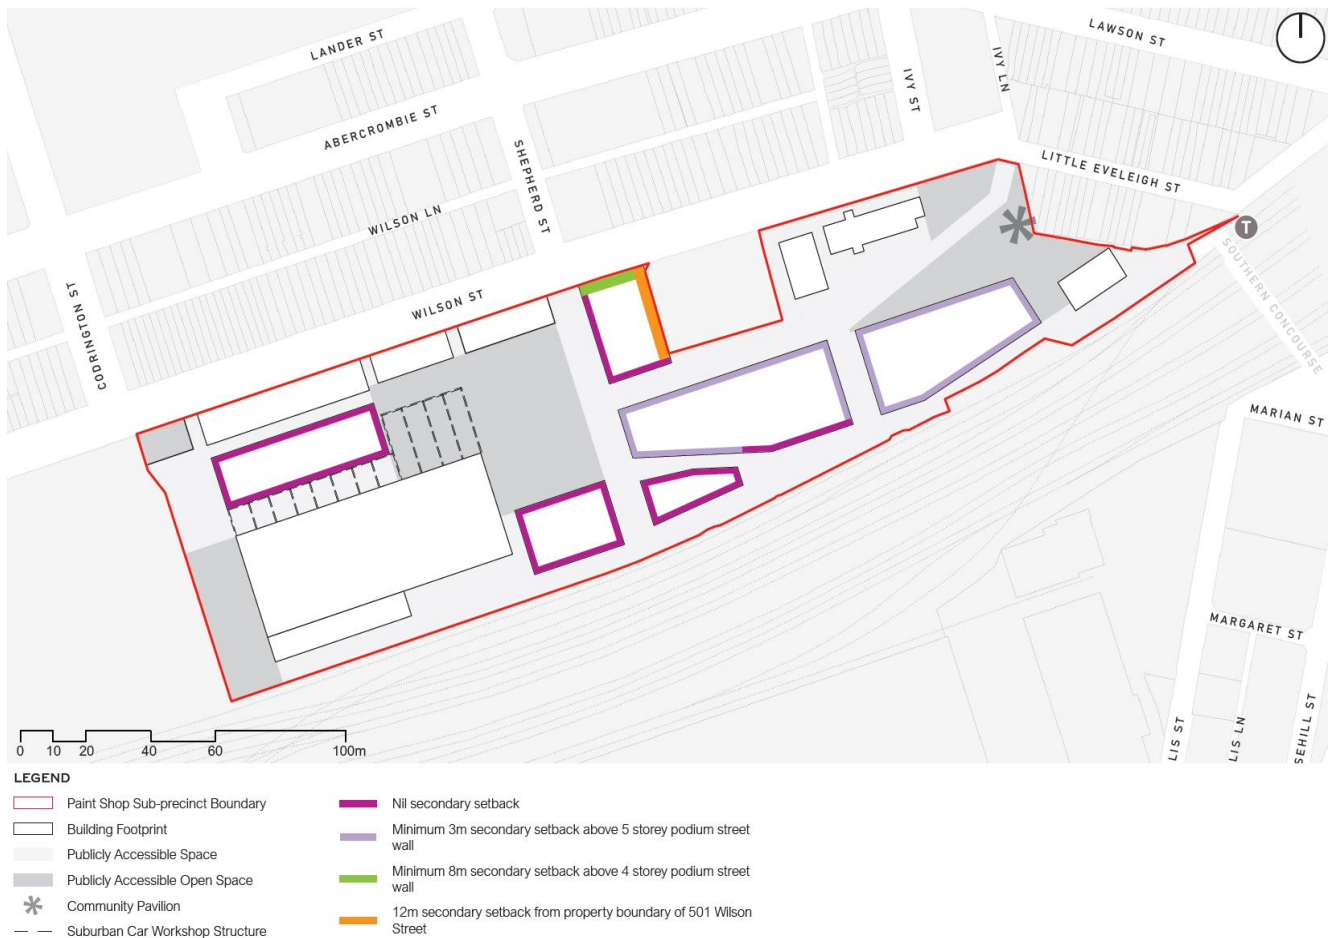 LANDER ST
LAWSON ST
IVY LN
IVY ST
ABERCROMBIE ST
SHEPHERD ST
LITTLE EVELEIGH ST
WILSON LN
T
SOUTHERN CONCOURSE
CODRINGTON ST
WILSON ST
MARIAN ST
MARGARET ST
LIS ST
LIS LN
SEHILL ST
0 10 20 40 60 100m
LEGEND
Paint Shop Sub-precinct Boundary
Building Footprint
Publicly Accessible Space
Publicly Accessible Open Space
Community Pavilion
Suburban Car Workshop Structure
Nil secondary setback
Minimum 3m secondary setback above 5 storey podium street
wall
Minimum 8m secondary setback above 4 storey podium street
wall
12m secondary setback from property boundary of 501 Wilson
Street